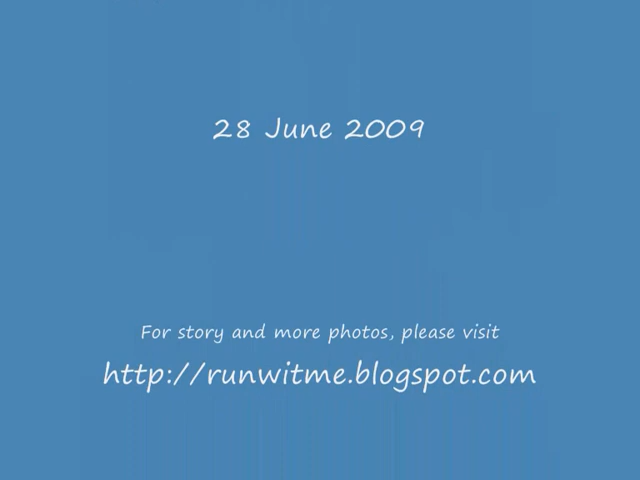 28 June 2009
For story and more photos, please visit
http://runwitme.blogspot.com